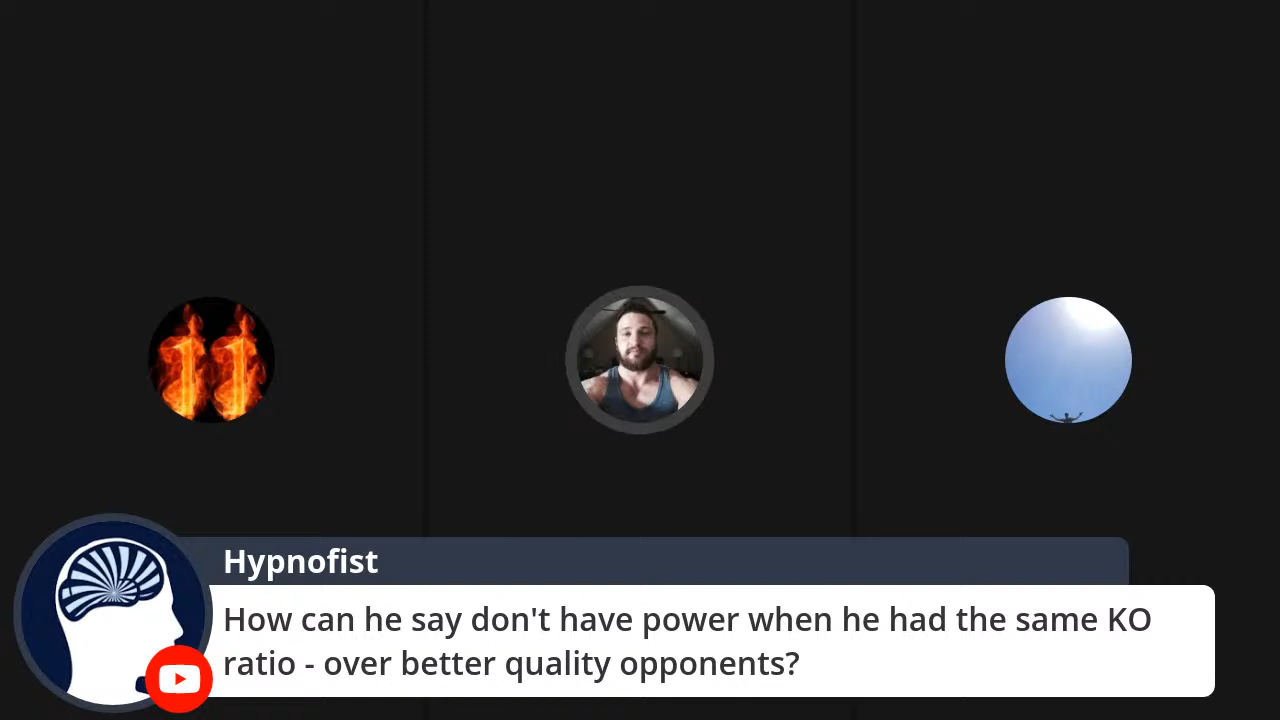 Hypnofist
How can he say don't have power when he had the same KO
ratio - over better quality opponents?